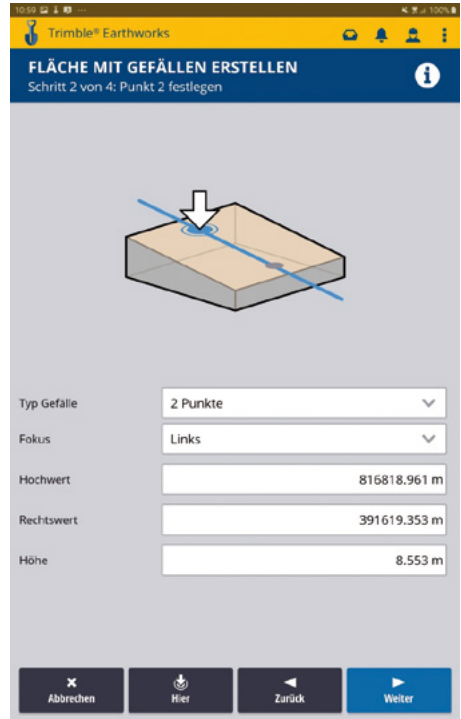 10:59 100%
Trimble® Earthworks
FLÄCHE MIT GEFÄLLEN ERSTELLEN
Schritt 2 von 4: Punkt 2 festlegen
Typ Gefälle 2 Punkte
Fokus Links
Hochwert 816818.961 m
Rechtswert 391619.353 m
Höhe 8.553 m
Abbrechen Hier Zurück Weiter